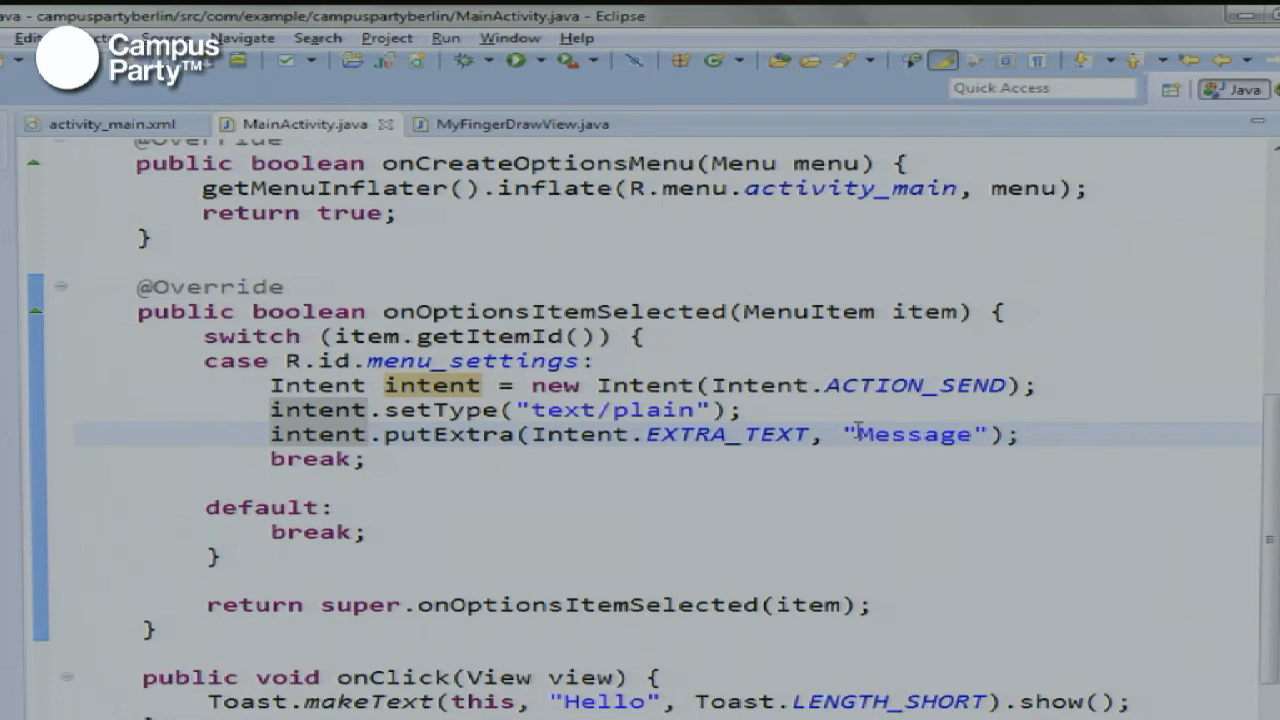 ava - campuspartyberlin/src/com/example/campuspartyberlin/MainActivity.java - Eclipse
Navigate Search Project Run Window Help
Campus
Party™
Quick Access
Java
activity_main.xml MainActivity.java MyFingerDrawView.java
@Override
public boolean onCreateOptionsMenu(Menu menu) {
getMenuInflater().inflate(R.menu.activity_main, menu);
return true;
}
@Override
public boolean onOptionsItemSelected(MenuItem item) {
switch (item.getItemId()) {
case R.id.menu_settings:
Intent intent = new Intent(Intent.ACTION_SEND);
intent.setType("text/plain");
intent.putExtra(Intent.EXTRA_TEXT, "Message");
break;
default:
break;
}
return super.onOptionsItemSelected(item);
}
public void onClick(View view) {
Toast.makeText(this, "Hello", Toast.LENGTH_SHORT).show();